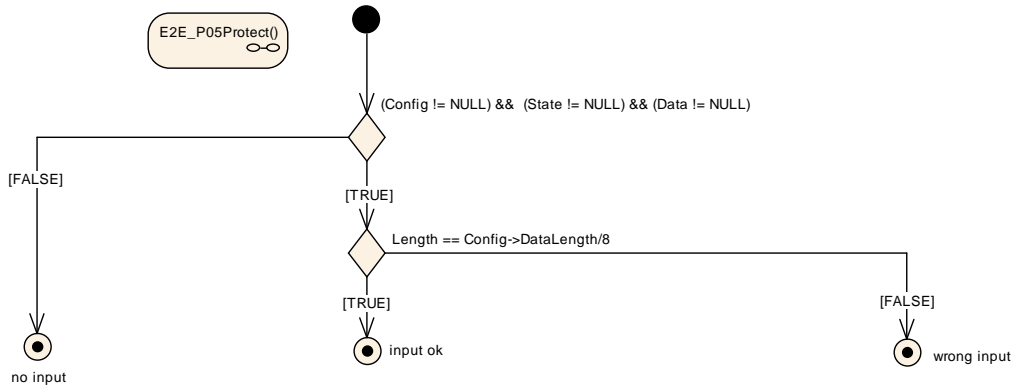 E2E_P05Protect()
(Config != NULL) && (State != NULL) && (Data != NULL)
[FALSE]
[TRUE]
Length == Config->DataLength/8
[TRUE]
[FALSE]
input ok
wrong input
no input